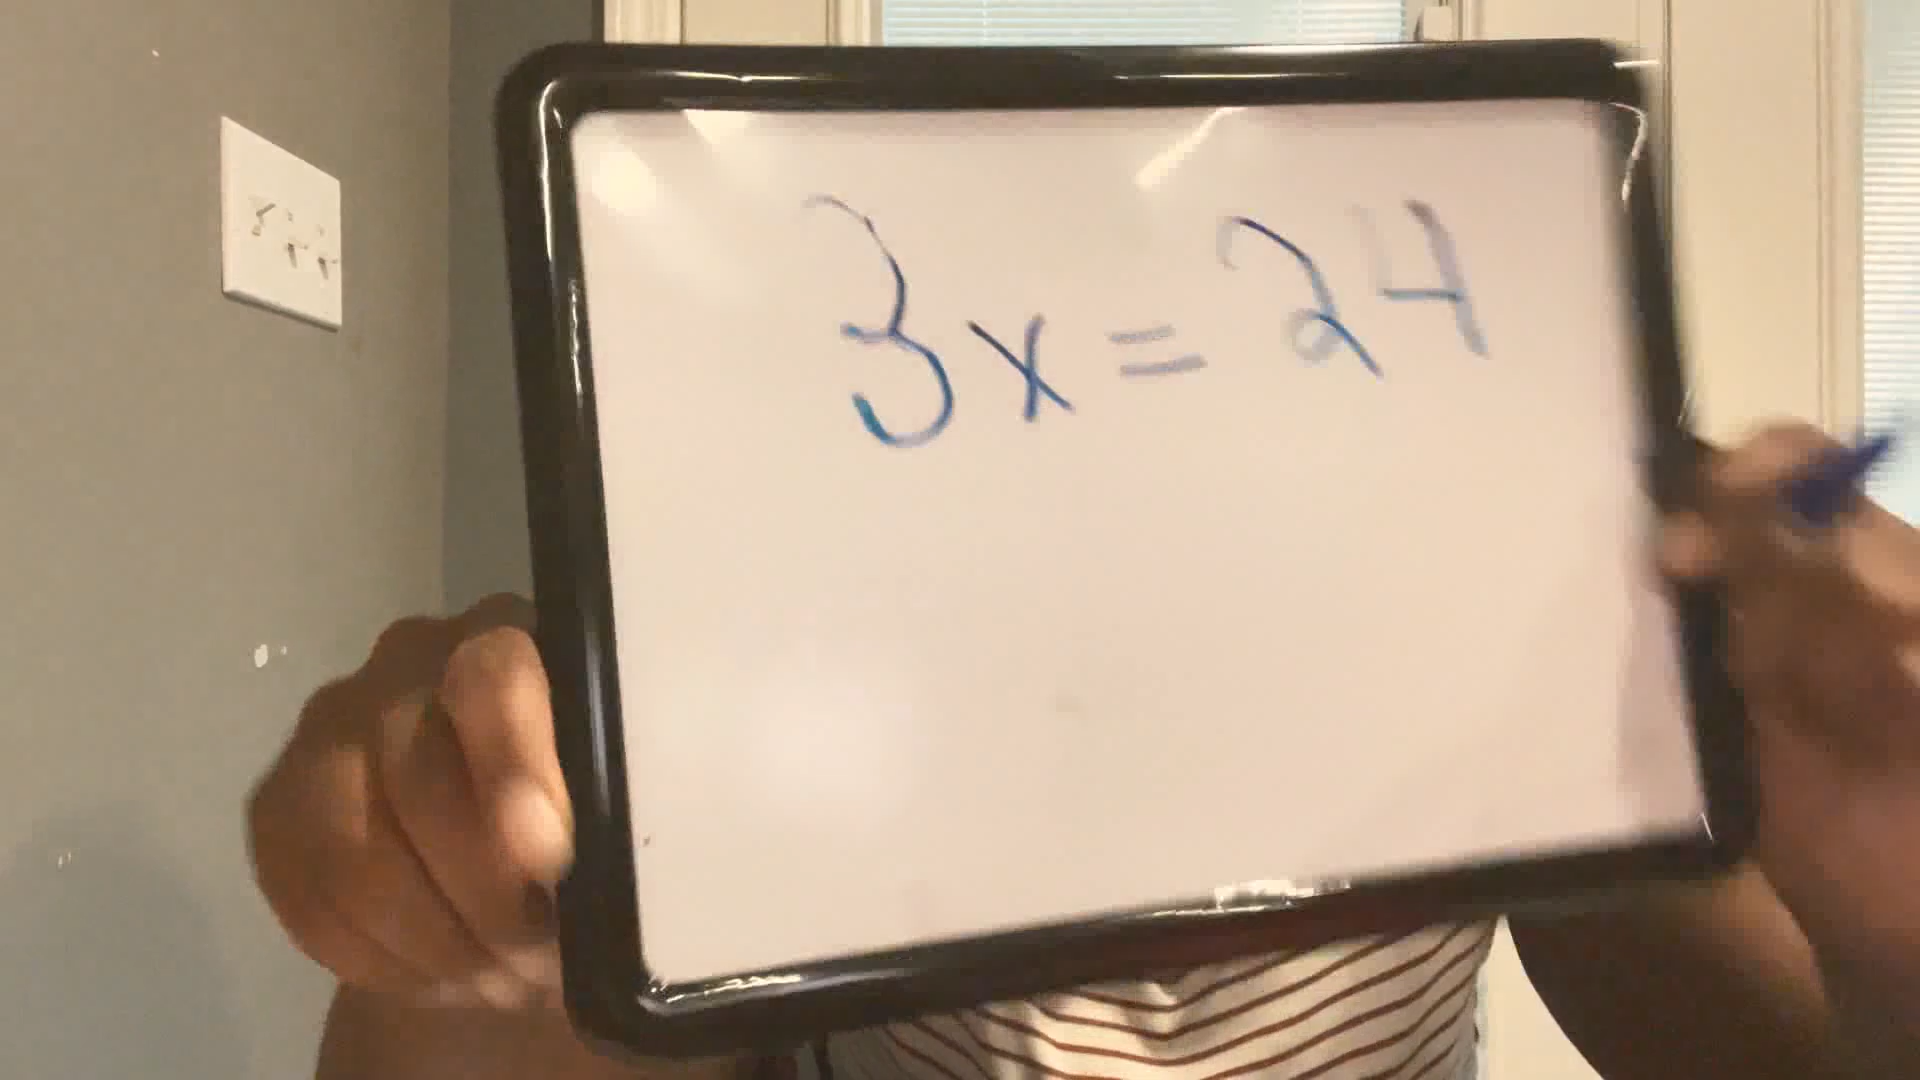 3x = 24